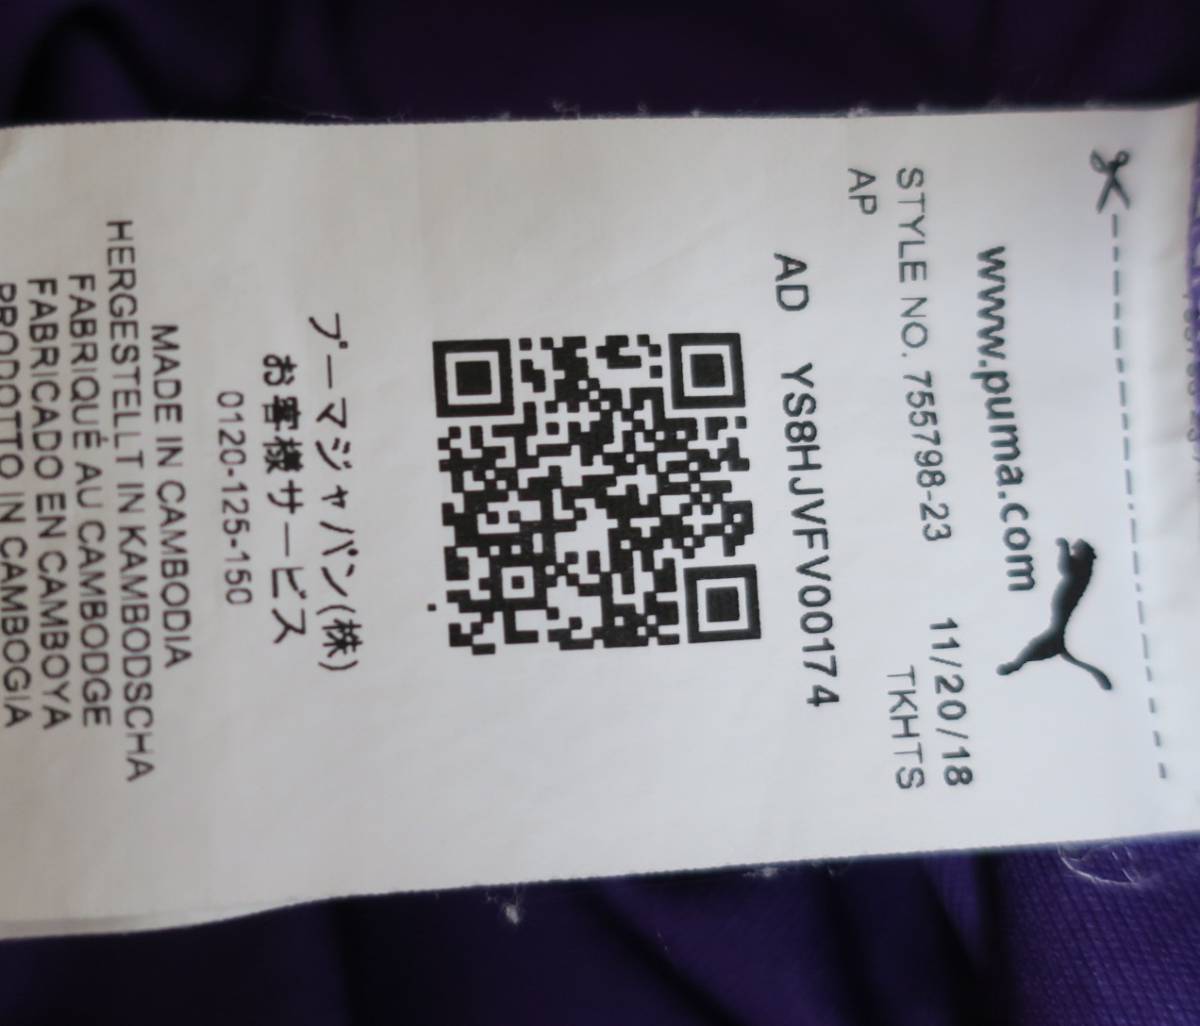 www.puma.com
11/20/18
STYLE NO. 755798-23 TKHTS
AP
AD YS8HJVFV00174
プーマジャパン(株)
お客様サービス
0120-125-150
MADE IN CAMBODIA
HERGESTELLT IN KAMBODSCHA
FABRIQUÉ AU CAMBODGE
FABRICADO EN CAMBOYA
PRODOTTO IN CAMBOGIA